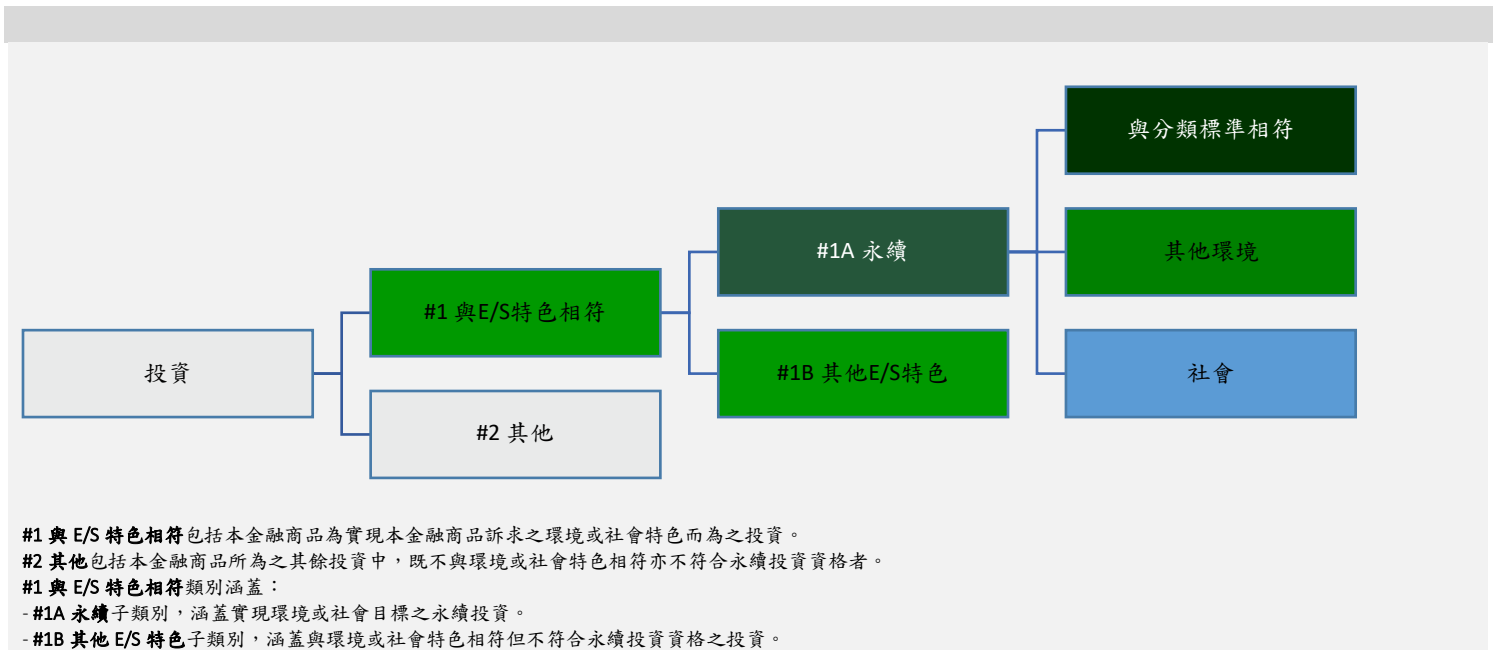 與分類標準相符
#1A 永續
其他環境
#1 與E/S特色相符
投資
#1B 其他E/S特色
社會
#2 其他
#1 與 E/S 特色相符包括本金融商品為實現本金融商品訴求之環境或社會特色而為之投資。
#2 其他包括本金融商品所為之其餘投資中，既不與環境或社會特色相符亦不符合永續投資資格者。
#1 與 E/S 特色相符類別涵蓋：
- #1A 永續子類別，涵蓋實現環境或社會目標之永續投資。
- #1B 其他 E/S 特色子類別，涵蓋與環境或社會特色相符但不符合永續投資資格之投資。